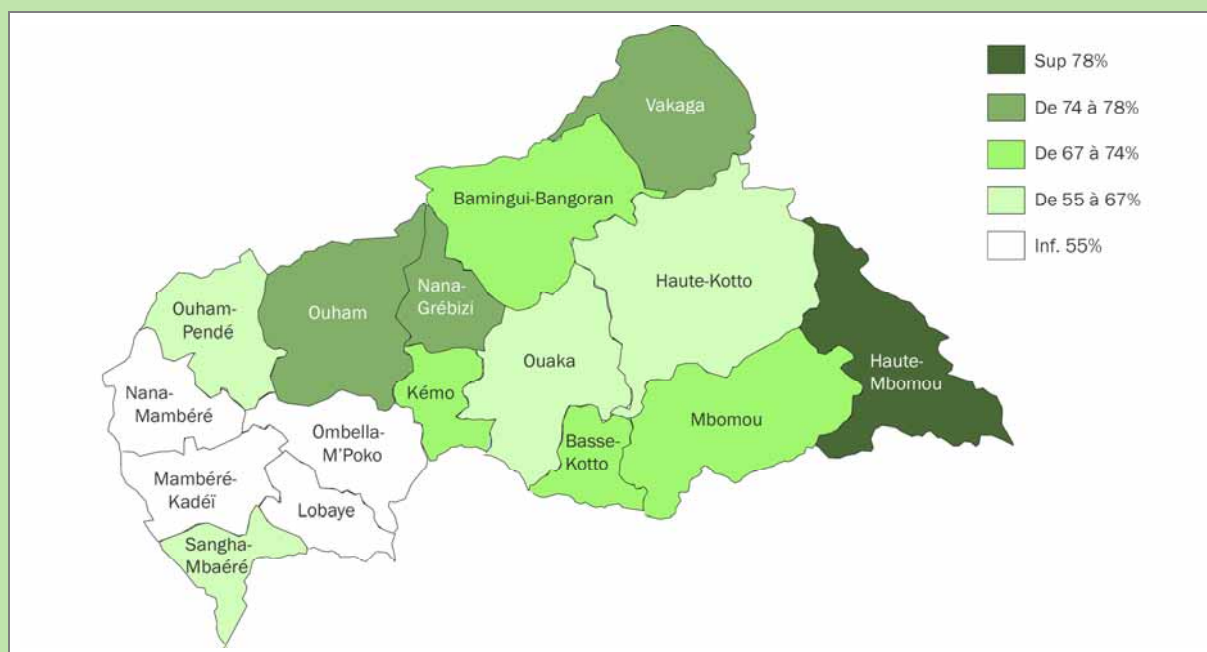 Sup 78%
De 74 à 78%
De 67 à 74%
De 55 à 67%
Inf. 55%
Vakaga
Bamingui-Bangoran
Haute-Kotto
Nana-
Grébizi
Ouham
Ouham-
Pendé
Ouaka
Haute-
Mbomou
Kémo
Nana-
Mambéré
Mbomou
Ombella-
M'Poko
Basse-
Kotto
Mambéré-
Kadéï
Lobaye
Sangha-
Mbaéré